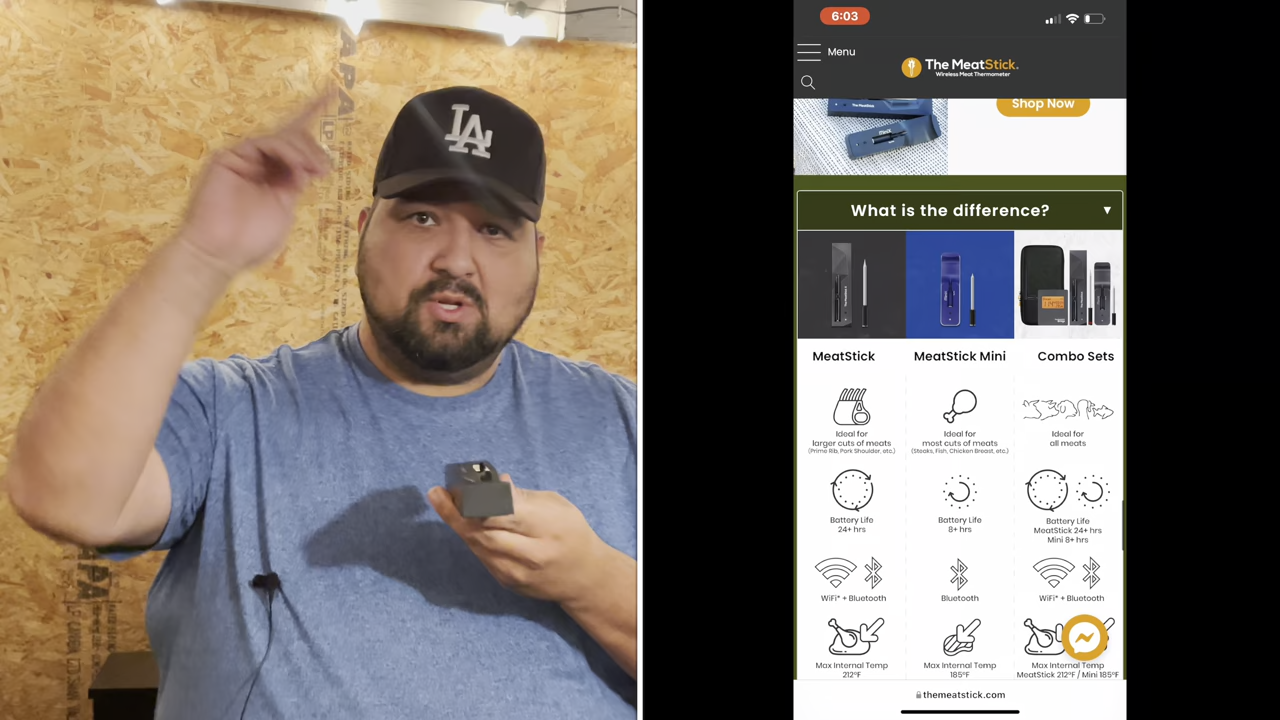 LA
6:03
Menu
The MeatStick.
Wireless Meat Thermometer
Shop Now
What is the difference? ▼
MeatStick
MeatStick Mini
Combo Sets
Ideal for
larger cuts of meats
(Prime Rib, Pork Shoulder, etc.)
Ideal for
most cuts of meats
(Steaks, Fish, Chicken Breast, etc.)
Ideal for
all meats
Battery Life
24+ hrs
Battery Life
8+ hrs
Battery Life
MeatStick 24+ hrs
Mini 8+ hrs
WiFi* + Bluetooth
Bluetooth
WiFi* + Bluetooth
Max Internal Temp
212°F
Max Internal Temp
185°F
Max Internal Temp
MeatStick 212°F / Mini 185°F
themeatstick.com